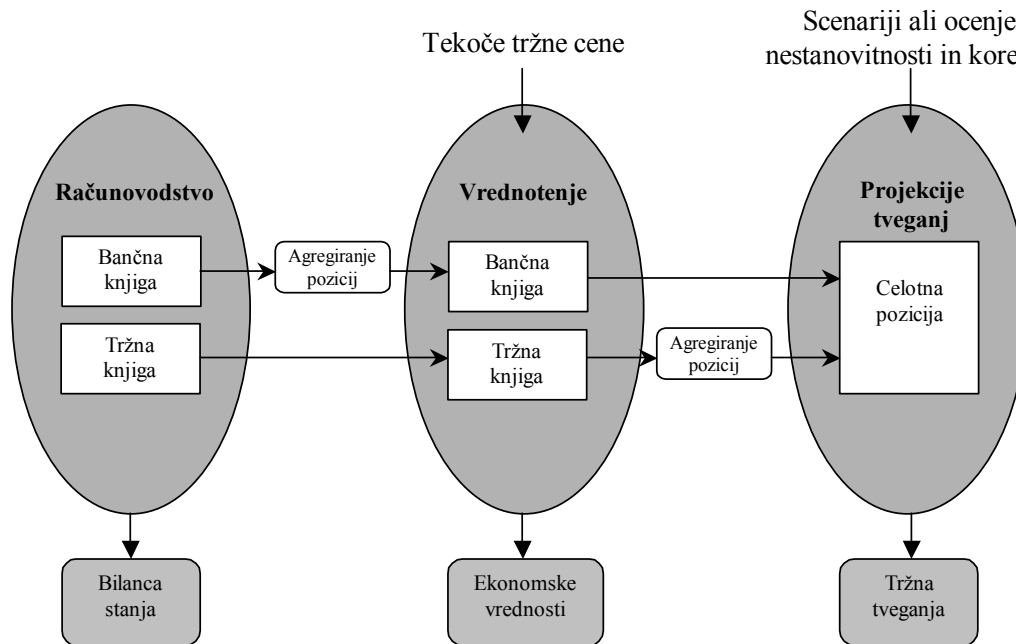 Tekoče tržne cene
Scenariji ali ocenje
nestanovitnosti in kore
Računovodstvo
Bančna
knjiga
Tržna
knjiga
Agregiranje
pozicij
Vrednotenje
Bančna
knjiga
Tržna
knjiga
Agregiranje
pozicij
Projekcije
tveganj
Celotna
pozicija
Bilanca
stanja
Ekonomske
vrednosti
Tržna
tveganja